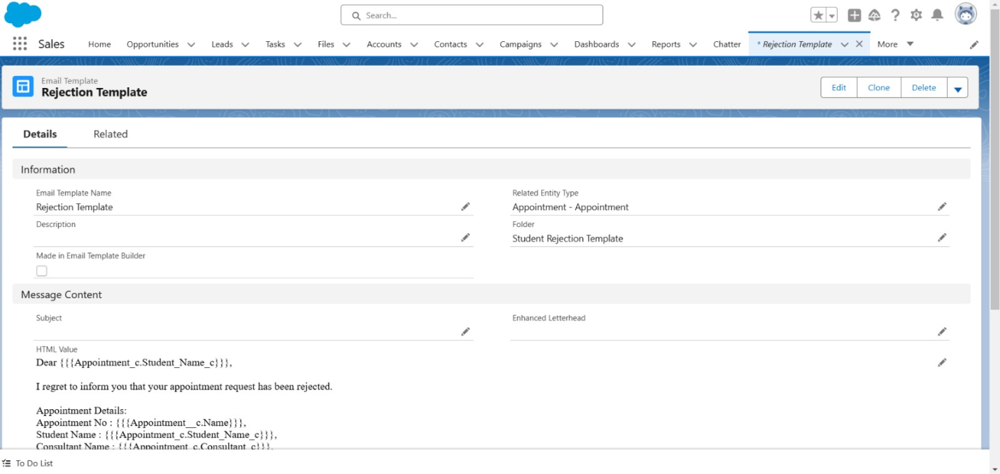 Search...
Sales
Home
Opportunities
Leads
Tasks
Files
Accounts
Contacts
Campaigns
Dashboards
Reports
Chatter
* Rejection Template
More
Email Template
Rejection Template
Edit
Clone
Delete
Details
Related
Information
Email Template Name
Rejection Template
Related Entity Type
Appointment - Appointment
Description
Folder
Student Rejection Template
Made in Email Template Builder
Message Content
Subject
Enhanced Letterhead
HTML Value
Dear {{{Appointment_c.Student_Name_c}}},
I regret to inform you that your appointment request has been rejected.
Appointment Details:
Appointment No : {{{Appointment__c.Name}}},
Student Name : {{{Appointment_c.Student_Name_c}}},
Consultant Name : {{{Appointment_c.Consultant_c}}},
To Do List